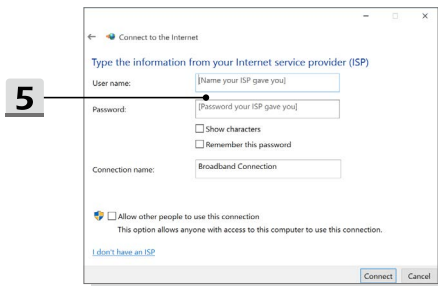 Connect to the Internet
Type the information from your Internet service provider (ISP)
User name:
[Name your ISP gave you]
5
Password:
[Password your ISP gave you]
Show characters
Remember this password
Connection name:
Broadband Connection
Allow other people to use this connection
This option allows anyone with access to this computer to use this connection.
I don't have an ISP
Connect
Cancel